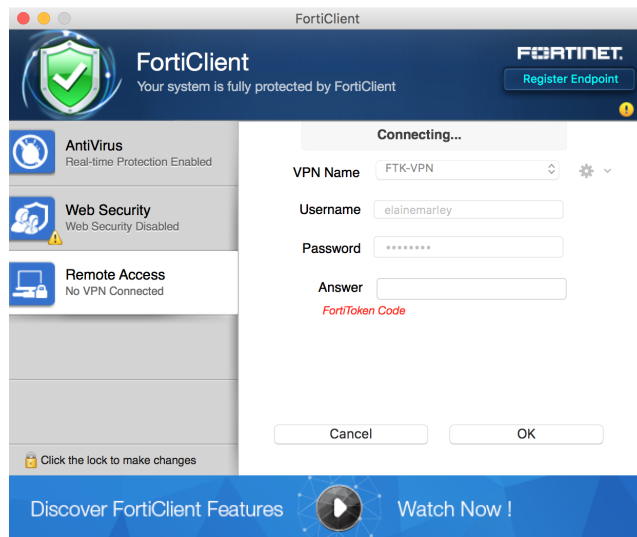 FortiClient
FortiClient
Your system is fully protected by FortiClient
FORTINET.
Register Endpoint
AntiVirus
Real-time Protection Enabled
Web Security
Web Security Disabled
Remote Access
No VPN Connected
Click the lock to make changes
Connecting...
VPN Name FTK-VPN
Username elainemarley
Password ••••••••
Answer
FortiToken Code
Cancel OK
Discover FortiClient Features Watch Now !